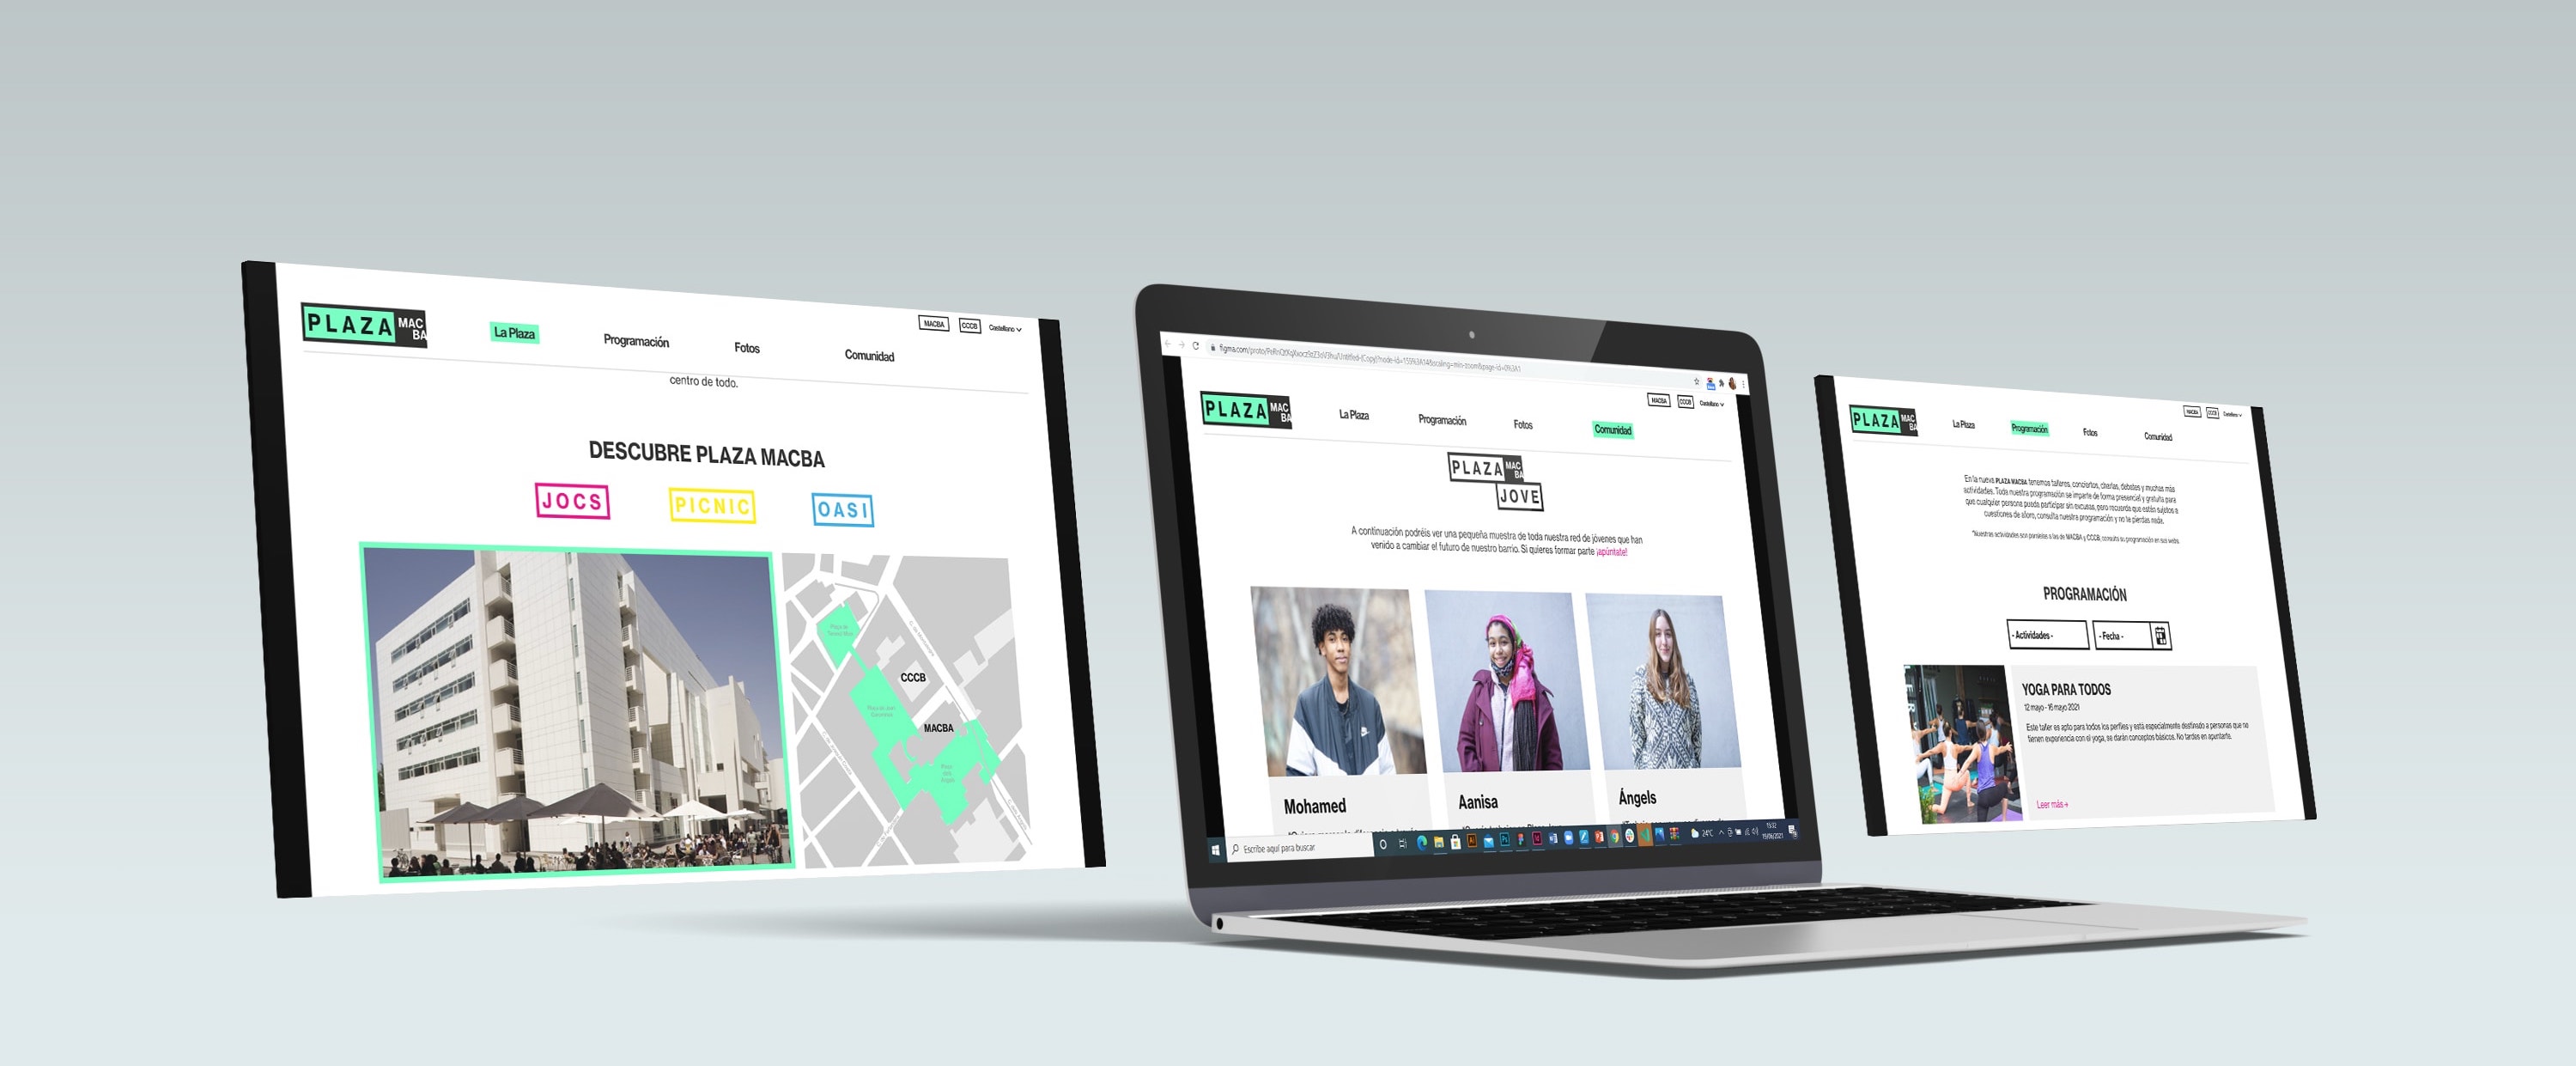 PLAZA MAC
BA
La Plaza
Programación
Fotos
Comunidad
MACBA
CCCB
Castellano
centro de todo.
DESCUBRE PLAZA MACBA
JOCS
PICNIC
OASI
CCCB
MACBA
PLAZA MAC
BA
La Plaza
Programación
Fotos
Comunidad
MACBA
CCCB
Castellano
PLAZA MAC
BA
JOVE
A continuación podréis ver una pequeña muestra de toda nuestra red de jóvenes que han
venido a cambiar el futuro de nuestro barrio. Si quieres formar parte ¡apúntate!
Mohamed
Aanisa
Ángels
Escribe aquí para buscar
24°C
15:32
15/06/2021
PLAZA MAC
BA
La Plaza
Programación
Fotos
Comunidad
MACBA
CCCB
Castellano
En la nueva PLAZA MACBA tenemos talleres, conciertos, charlas, debates y muchas más
actividades. Toda nuestra programación se imparte de forma presencial y gratuita para
que cualquier persona pueda participar sin excusas, pero recuerda que están sujetos a
cuestiones de aforo, consulta nuestra programación y no te pierdas nada.
*Nuestras actividades son paralelas a las de MACBA y CCCB, consulta su programación en sus webs.
PROGRAMACIÓN
- Actividades -
- Fecha -
YOGA PARA TODOS
12 mayo - 16 mayo 2021
Este taller es apto para todos los perfiles y está especialmente destinado a personas que no
tienen experiencia con el yoga, se darán conceptos básicos. No tardes en apuntarte.
Leer más +